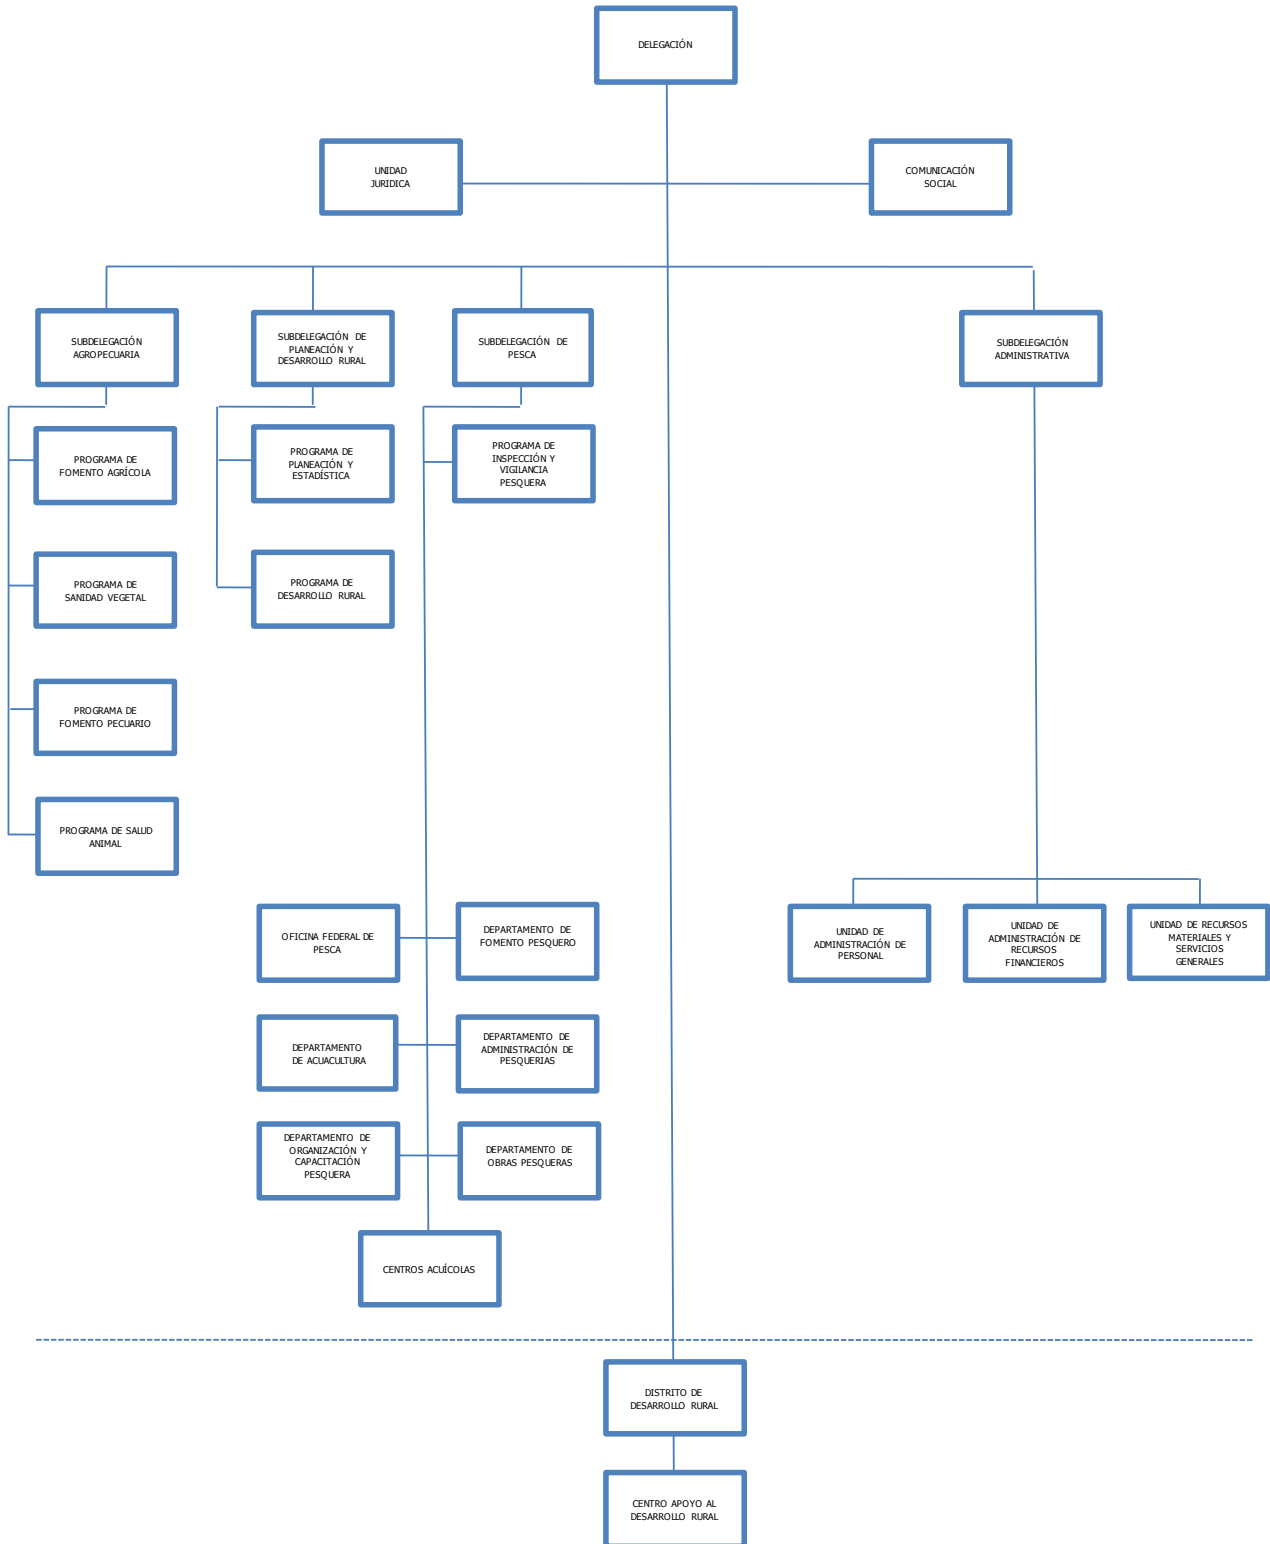 DELEGACIÓN
UNIDAD
JURIDICA
COMUNICACIÓN
SOCIAL
SUBDELEGACIÓN
AGROPECUARIA
SUBDELEGACIÓN DE
PLANEACIÓN Y
DESARROLLO RURAL
SUBDELEGACIÓN DE
PESCA
SUBDELEGACIÓN
ADMINISTRATIVA
PROGRAMA DE
FOMENTO AGRÍCOLA
PROGRAMA DE
PLANEACIÓN Y
ESTADÍSTICA
PROGRAMA DE
INSPECCIÓN Y
VIGILANCIA
PESQUERA
PROGRAMA DE
SANIDAD VEGETAL
PROGRAMA DE
DESARROLLO RURAL
PROGRAMA DE
FOMENTO PECUARIO
PROGRAMA DE SALUD
ANIMAL
OFICINA FEDERAL DE
PESCA
DEPARTAMENTO DE
FOMENTO PESQUERO
UNIDAD DE
ADMINISTRACIÓN DE
PERSONAL
UNIDAD DE
ADMINISTRACIÓN DE
RECURSOS
FINANCIEROS
UNIDAD DE RECURSOS
MATERIALES Y
SERVICIOS
GENERALES
DEPARTAMENTO
DE ACUACULTURA
DEPARTAMENTO DE
ADMINISTRACIÓN DE
PESQUERIAS
DEPARTAMENTO DE
ORGANIZACIÓN Y
CAPACITACIÓN
PESQUERA
DEPARTAMENTO DE
OBRAS PESQUERAS
CENTROS ACUÍCOLAS
DISTRITO DE
DESARROLLO RURAL
CENTRO APOYO AL
DESARROLLO RURAL